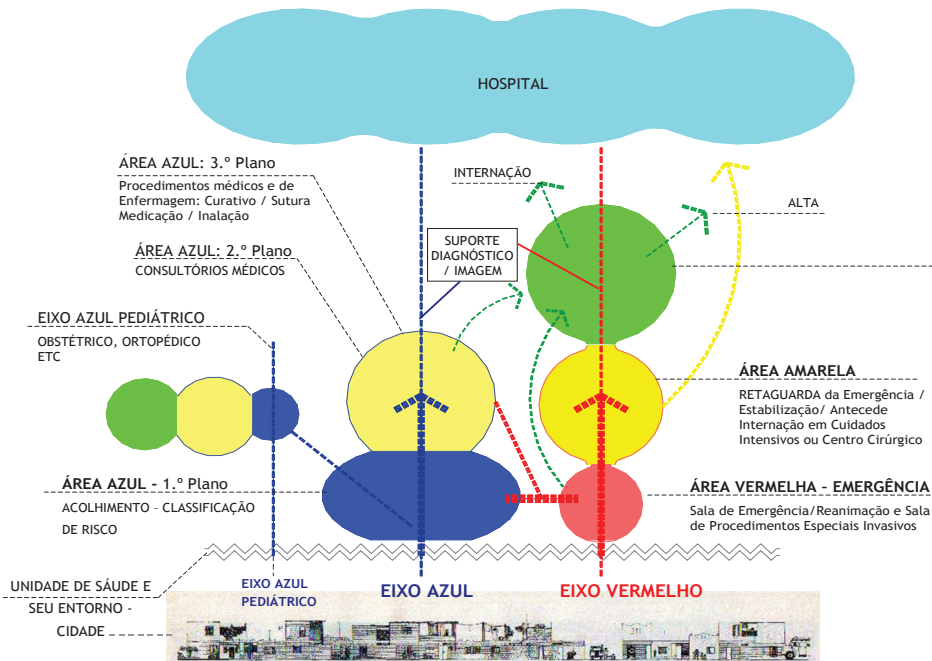 HOSPITAL
ÁREA AZUL: 3.º Plano
Procedimentos médicos e de
Enfermagem: Curativo / Sutura
Medicação / Inalação
INTERNAÇÃO
ALTA
ÁREA AZUL: 2.º Plano
CONSULTÓRIOS MÉDICOS
SUPORTE
DIAGNÓSTICO
/ IMAGEM
EIXO AZUL PEDIÁTRICO
OBSTÉTRICO, ORTOPÉDICO
ETC
ÁREA AMARELA
RETAGUARDA da Emergência /
Estabilização/ Antecede
Internação em Cuidados
Intensivos ou Centro Cirúrgico
ÁREA AZUL - 1.º Plano
ACOLHIMENTO - CLASSIFICAÇÃO
DE RISCO
ÁREA VERMELHA - EMERGÊNCIA
Sala de Emergência/Reanimação e Sala
de Procedimentos Especiais Invasivos
UNIDADE DE SÁUDE E
SEU ENTORNO -
CIDADE
EIXO AZUL
PEDIÁTRICO
EIXO AZUL
EIXO VERMELHO